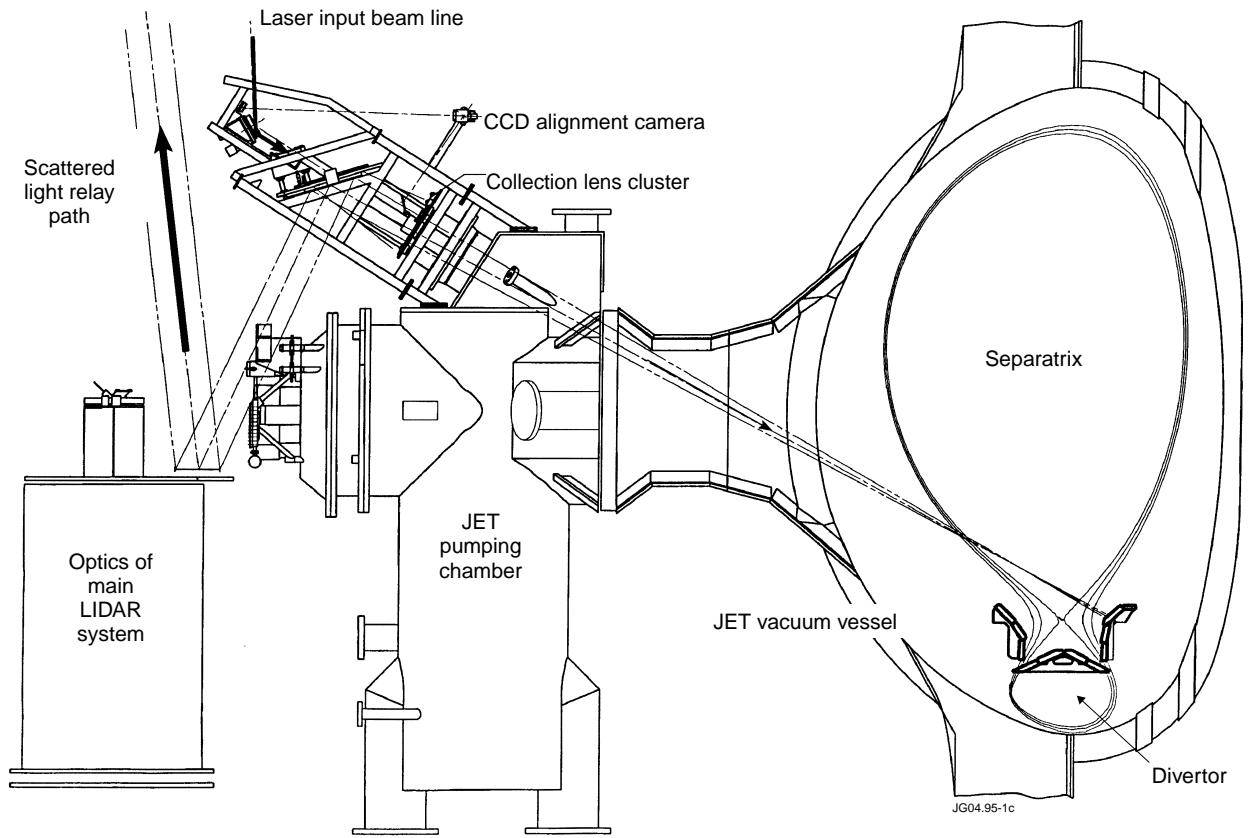 Laser input beam line
CCD alignment camera
Scattered
light relay
path
Collection lens cluster
Separatrix
JET
pumping
chamber
Optics of
main
LIDAR
system
JET vacuum vessel
Divertor
JG04.95-1c